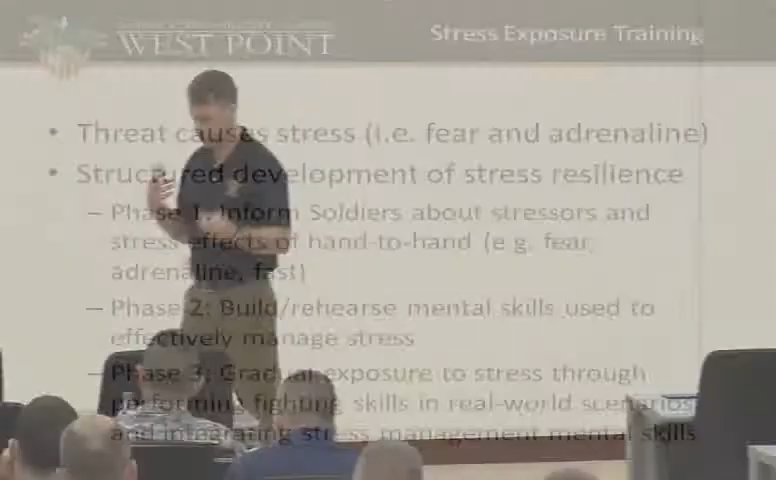 WEST POINT
Stress Exposure Training
• Threat causes stress (i.e. fear and adrenaline)
• Structured development of stress resilience
– Phase 1: Inform Soldiers about stressors and
stress effects of hand-to-hand (e g. fear,
adrenaline, fast)
– Phase 2: Build/rehearse mental skills used to
effectively manage stress
– Phase 3: Gradual exposure to stress through
performing fighting skills in real-world scenarios
and integrating stress management mental skills